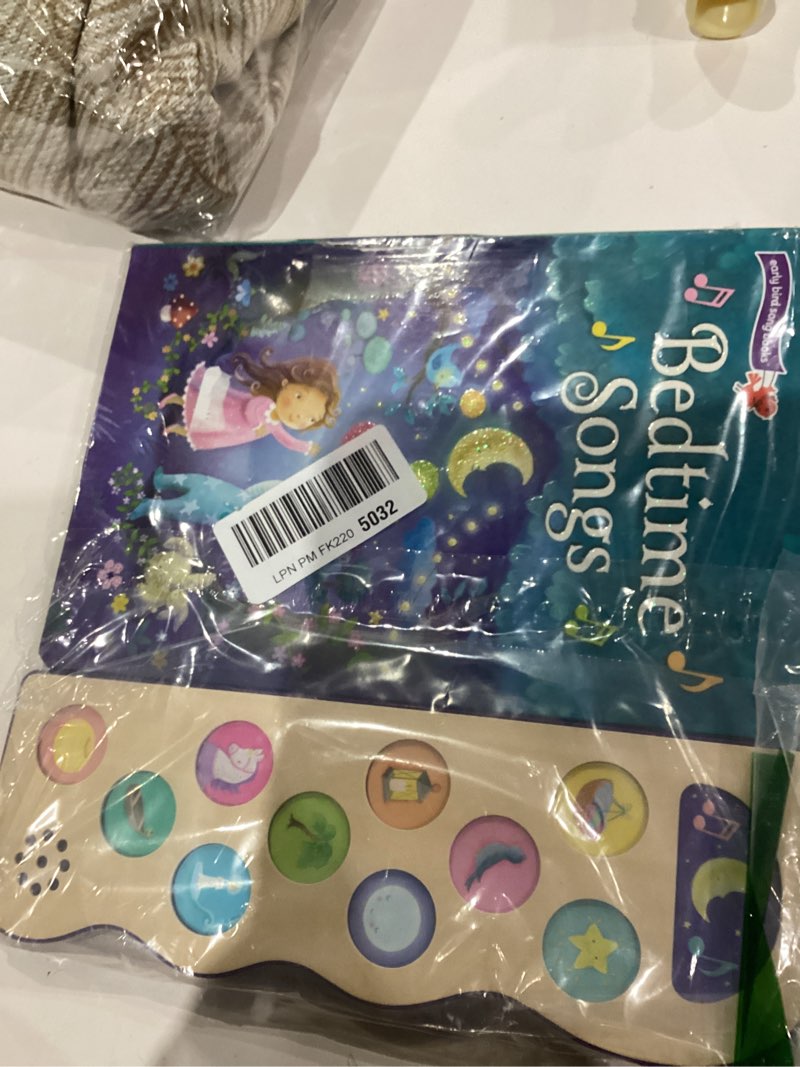 early bird song books
Bedtime
Songs
LPN PM FK220 5032